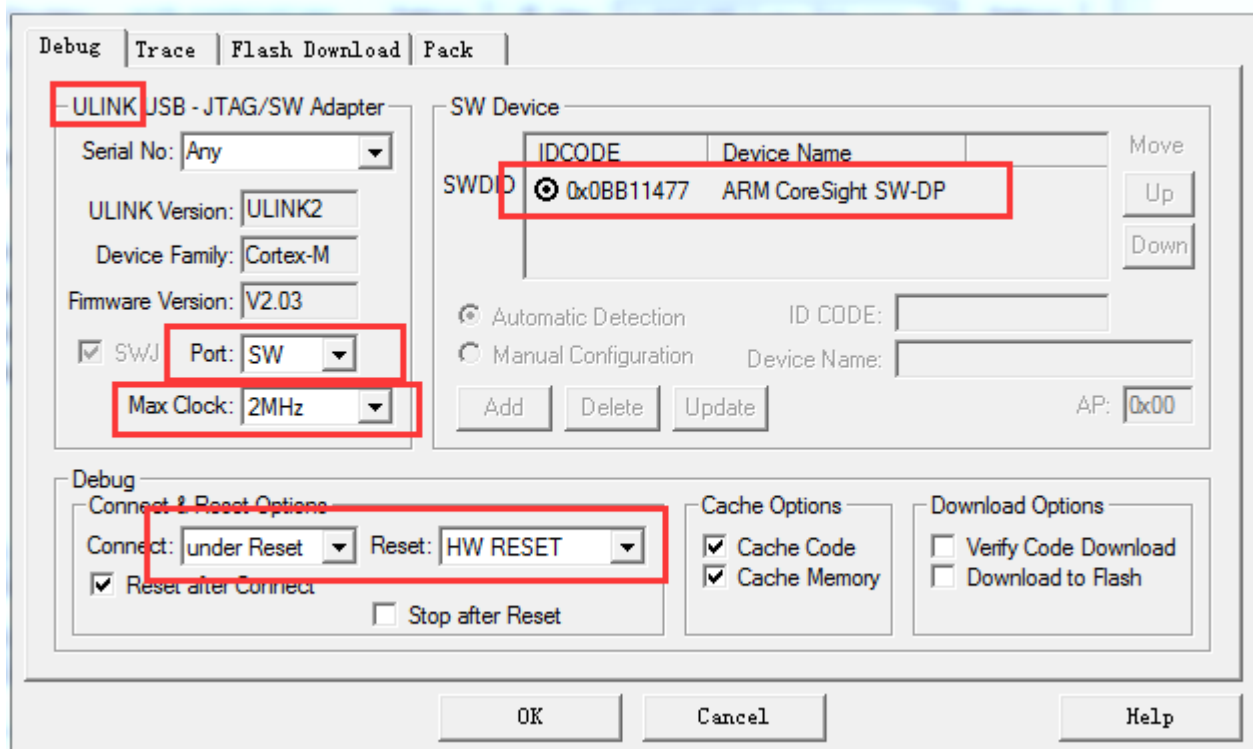 Debug Trace Flash Download Pack
ULINK USB - JTAG/SW Adapter
Serial No: Any
ULINK Version: ULINK2
Device Family: Cortex-M
Firmware Version: V2.03
SWJ Port: SW
Max Clock: 2MHz
SW Device
IDCODE Device Name
SWDIO 0x0BB11477 ARM CoreSight SW-DP
Move
Up
Down
Automatic Detection ID CODE:
Manual Configuration Device Name:
Add Delete Update AP: 0x00
Debug
Connect & Reset Options
Connect: under Reset Reset: HW RESET
Reset after Connect
Stop after Reset
Cache Options
Cache Code
Cache Memory
Download Options
Verify Code Download
Download to Flash
OK Cancel Help